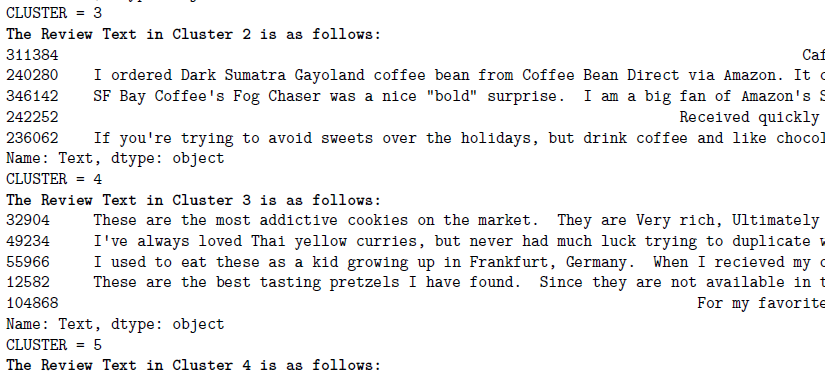 CLUSTER = 3
The Review Text in Cluster 2 is as follows:
311384 Caf
240280 I ordered Dark Sumatra Gayoland coffee bean from Coffee Bean Direct via Amazon. It
346142 SF Bay Coffee's Fog Chaser was a nice "bold" surprise. I am a big fan of Amazon's S
242252 Received quickly
236062 If you're trying to avoid sweets over the holidays, but drink coffee and like chocol
Name: Text, dtype: object
CLUSTER = 4
The Review Text in Cluster 3 is as follows:
32904 These are the most addictive cookies on the market. They are Very rich, Ultimately
49234 I've always loved Thai yellow curries, but never had much luck trying to duplicate
55966 I used to eat these as a kid growing up in Frankfurt, Germany. When I recieved my
12582 These are the best tasting pretzels I have found. Since they are not available in t
104868 For my favorite
Name: Text, dtype: object
CLUSTER = 5
The Review Text in Cluster 4 is as follows: